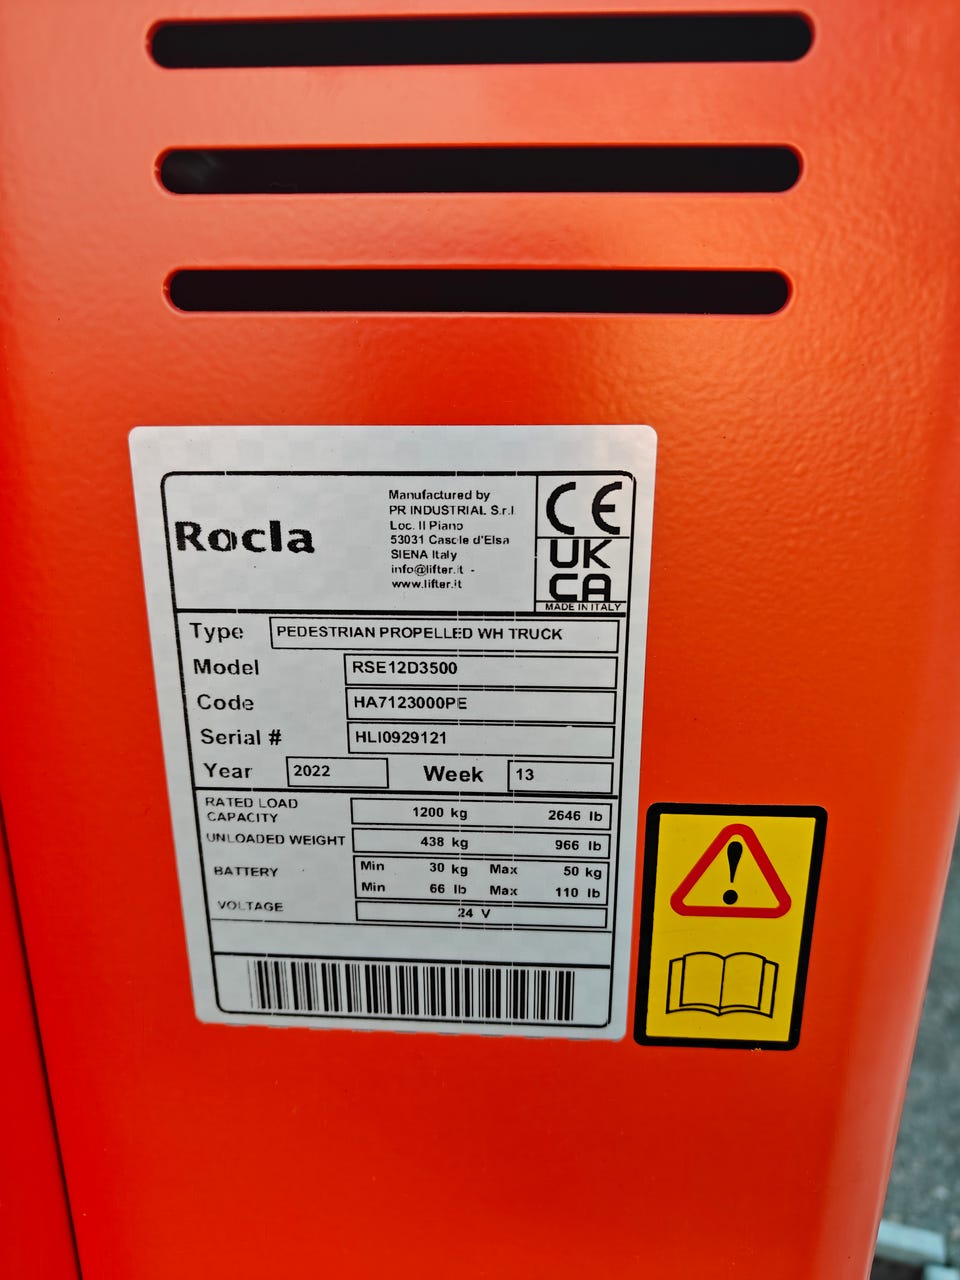 Rocla
Manufactured by
PR INDUSTRIAL S.r.l
Loc. Il Piano
53031 Casole d'Elsa
SIENA Italy
info@lifter.it -
www.lifter.it
CE
UK
CA
MADE IN ITALY
Type PEDESTRIAN PROPELLED WH TRUCK
Model RSE12D3500
Code HA7123000PE
Serial # HLI0929121
Year 2022 Week 13
RATED LOAD
CAPACITY 1200 kg 2646 lb
UNLOADED WEIGHT 438 kg 966 lb
BATTERY Min 30 kg Max 50 kg
Min 66 lb Max 110 lb
VOLTAGE 24 V